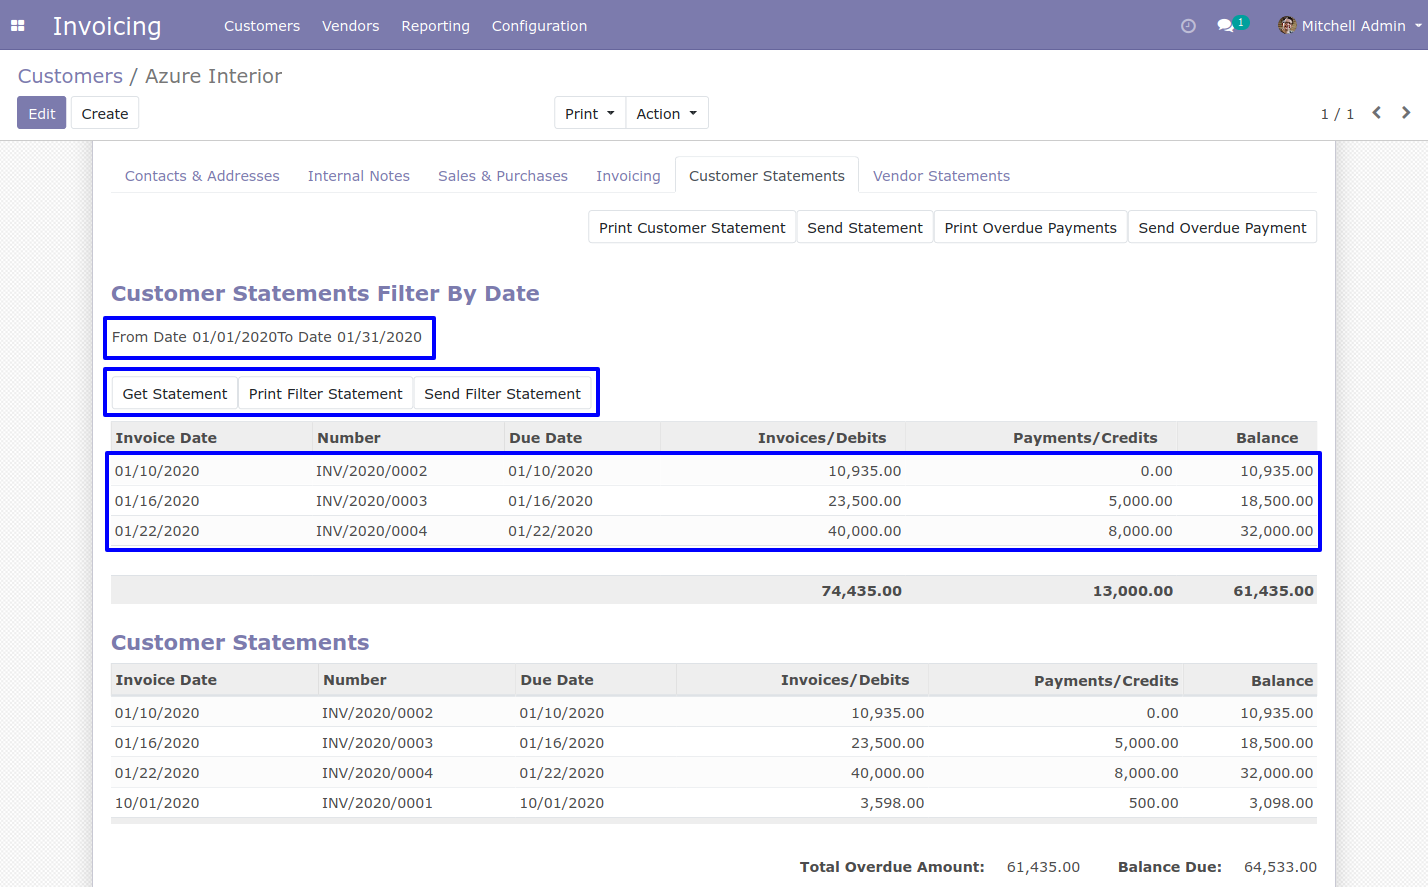 Invoicing Customers Vendors Reporting Configuration 1 Mitchell Admin
Customers / Azure Interior
Edit Create Print Action 1 / 1
Contacts & Addresses Internal Notes Sales & Purchases Invoicing Customer Statements Vendor Statements
Print Customer Statement Send Statement Print Overdue Payments Send Overdue Payment
Customer Statements Filter By Date
From Date 01/01/2020To Date 01/31/2020
Get Statement Print Filter Statement Send Filter Statement
Invoice Date Number Due Date Invoices/Debits Payments/Credits Balance
01/10/2020 INV/2020/0002 01/10/2020 10,935.00 0.00 10,935.00
01/16/2020 INV/2020/0003 01/16/2020 23,500.00 5,000.00 18,500.00
01/22/2020 INV/2020/0004 01/22/2020 40,000.00 8,000.00 32,000.00
74,435.00 13,000.00 61,435.00
Customer Statements
Invoice Date Number Due Date Invoices/Debits Payments/Credits Balance
01/10/2020 INV/2020/0002 01/10/2020 10,935.00 0.00 10,935.00
01/16/2020 INV/2020/0003 01/16/2020 23,500.00 5,000.00 18,500.00
01/22/2020 INV/2020/0004 01/22/2020 40,000.00 8,000.00 32,000.00
10/01/2020 INV/2020/0001 10/01/2020 3,598.00 500.00 3,098.00
Total Overdue Amount: 61,435.00 Balance Due: 64,533.00